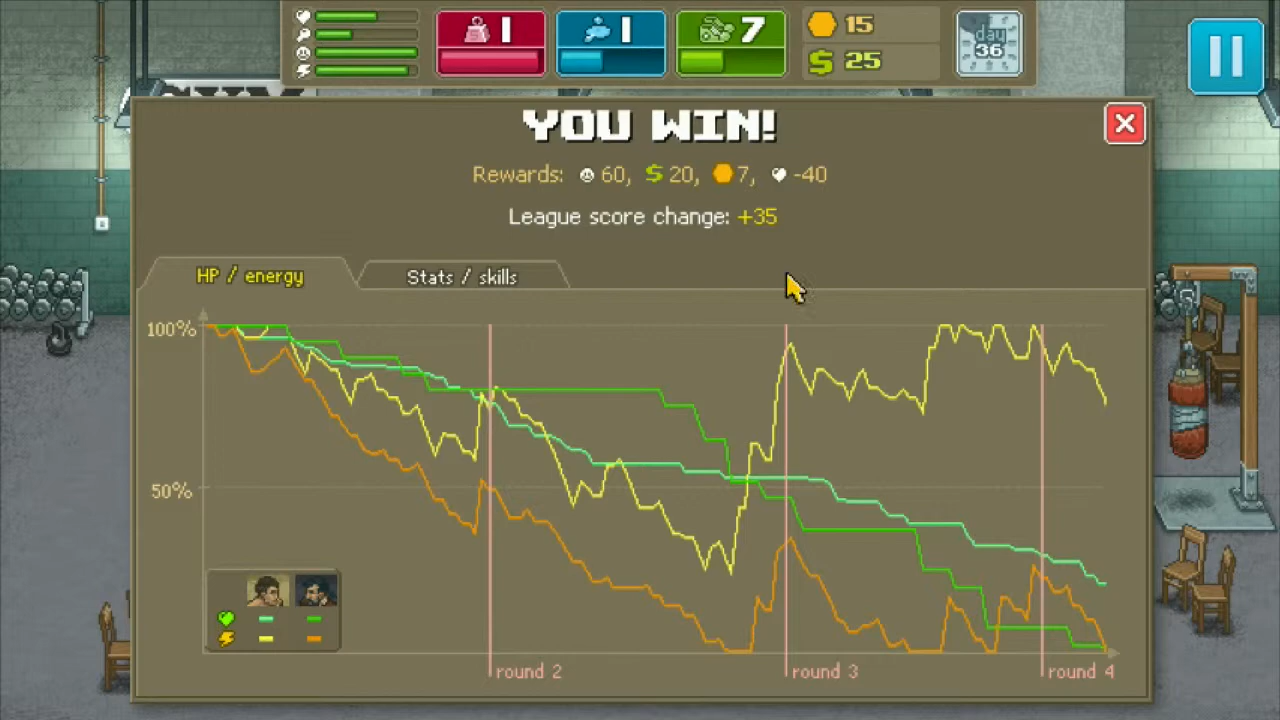 1
1
7
15
$ 25
day
36
YOU WIN!
Rewards: 60, $ 20, 7, -40
League score change: +35
HP / energy
Stats / skills
100%
50%
round 2
round 3
round 4